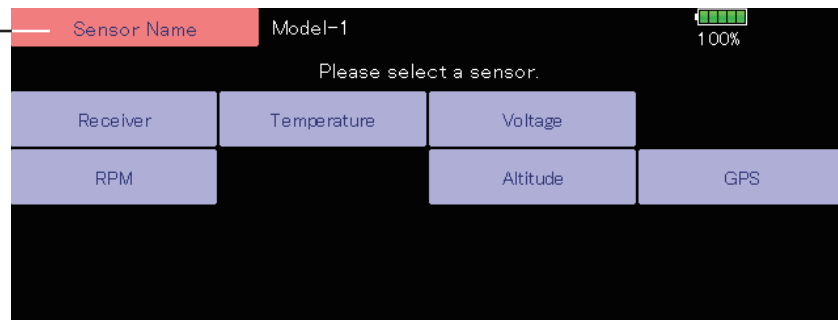 Sensor Name Model-1 100%
Please select a sensor.
Receiver Temperature Voltage
RPM Altitude GPS